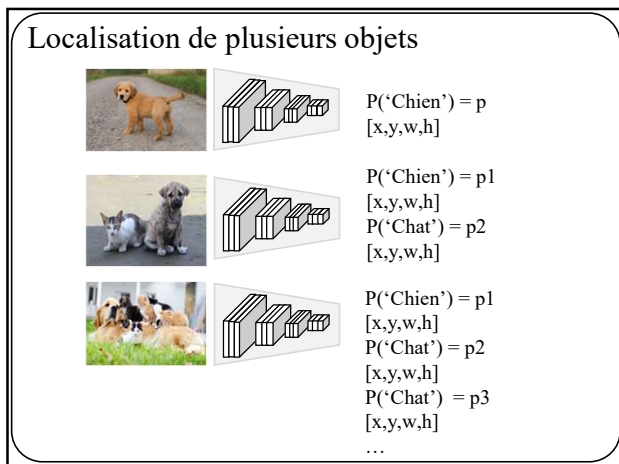 Localisation de plusieurs objets
P(‘Chien’) = p
[x,y,w,h]
P(‘Chien’) = p1
[x,y,w,h]
P(‘Chat’) = p2
[x,y,w,h]
P(‘Chien’) = p1
[x,y,w,h]
P(‘Chat’) = p2
[x,y,w,h]
P(‘Chat’) = p3
[x,y,w,h]
…